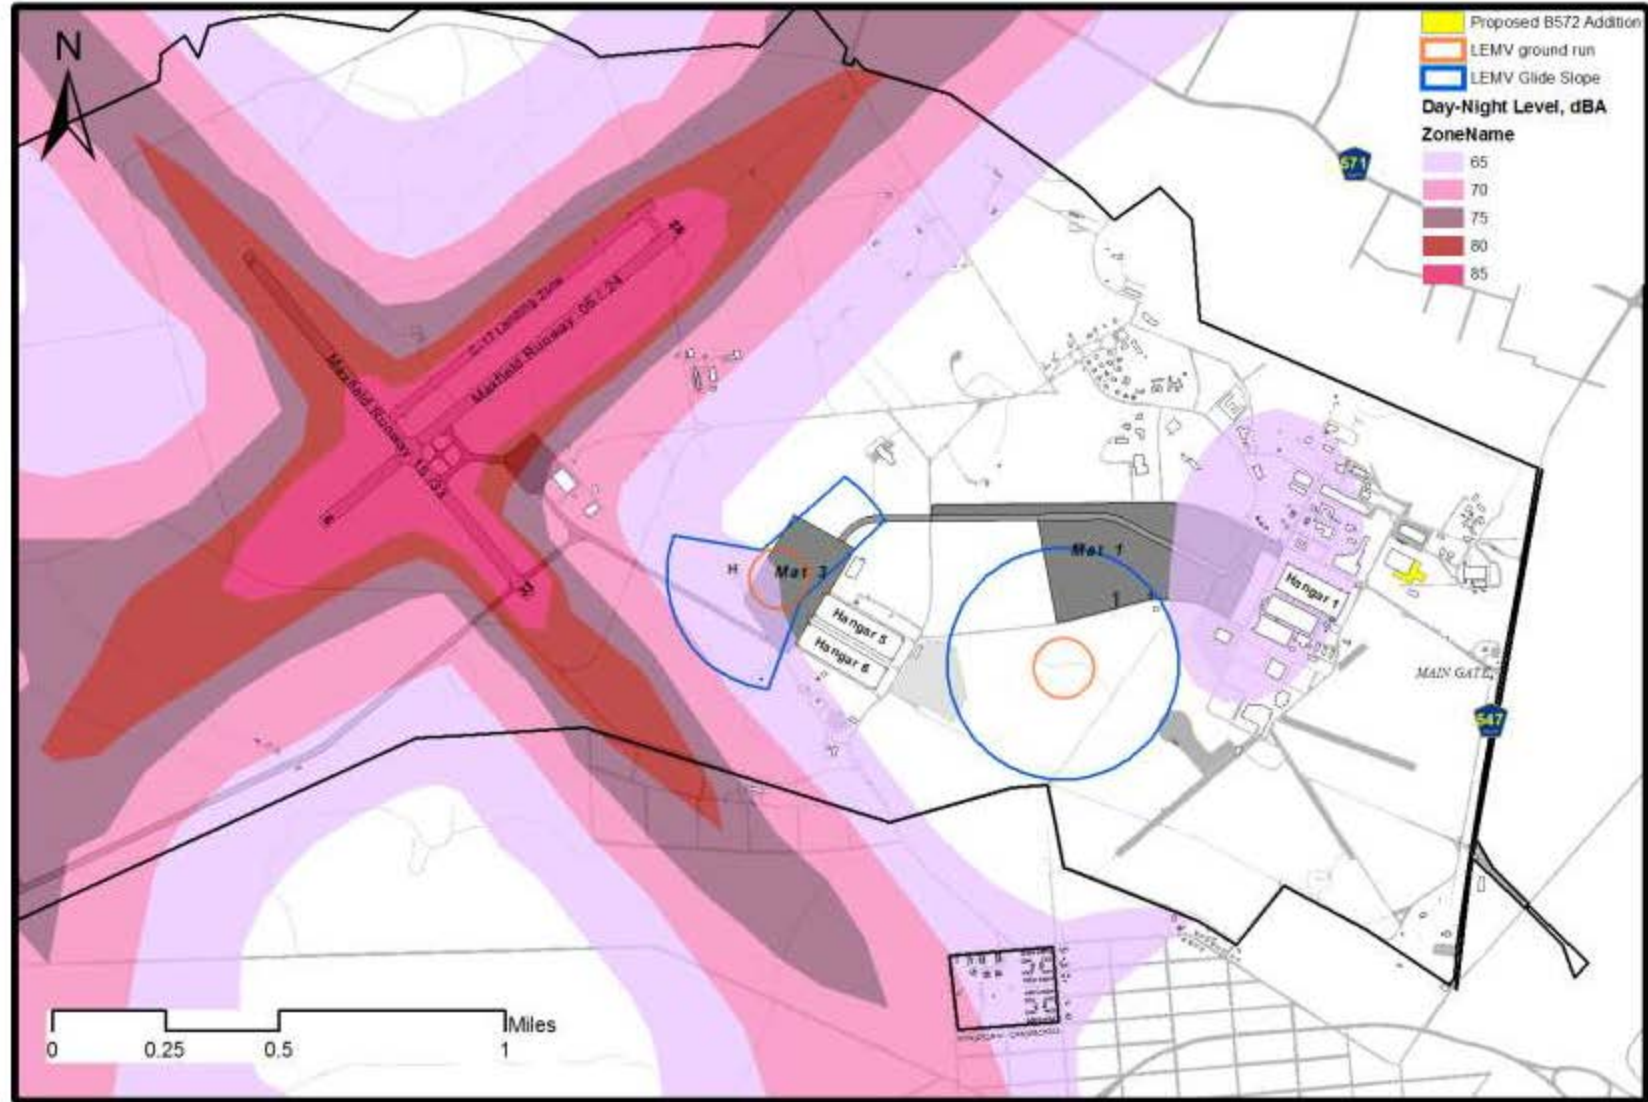 N
Proposed B572 Addition
LEMV ground run
LEMV Glide Slope
Day-Night Level, dBA
ZoneName
65
70
75
80
85
571
24
C-17 Landing Zone
Maxfield Runway 06 / 24
Maxfield Runway 15 / 33
6
33
H
Mat 3
Mat 1
Hangar 1
Hangar 5
Hangar 6
MAIN GATE
547
Miles
0
0.25
0.5
1